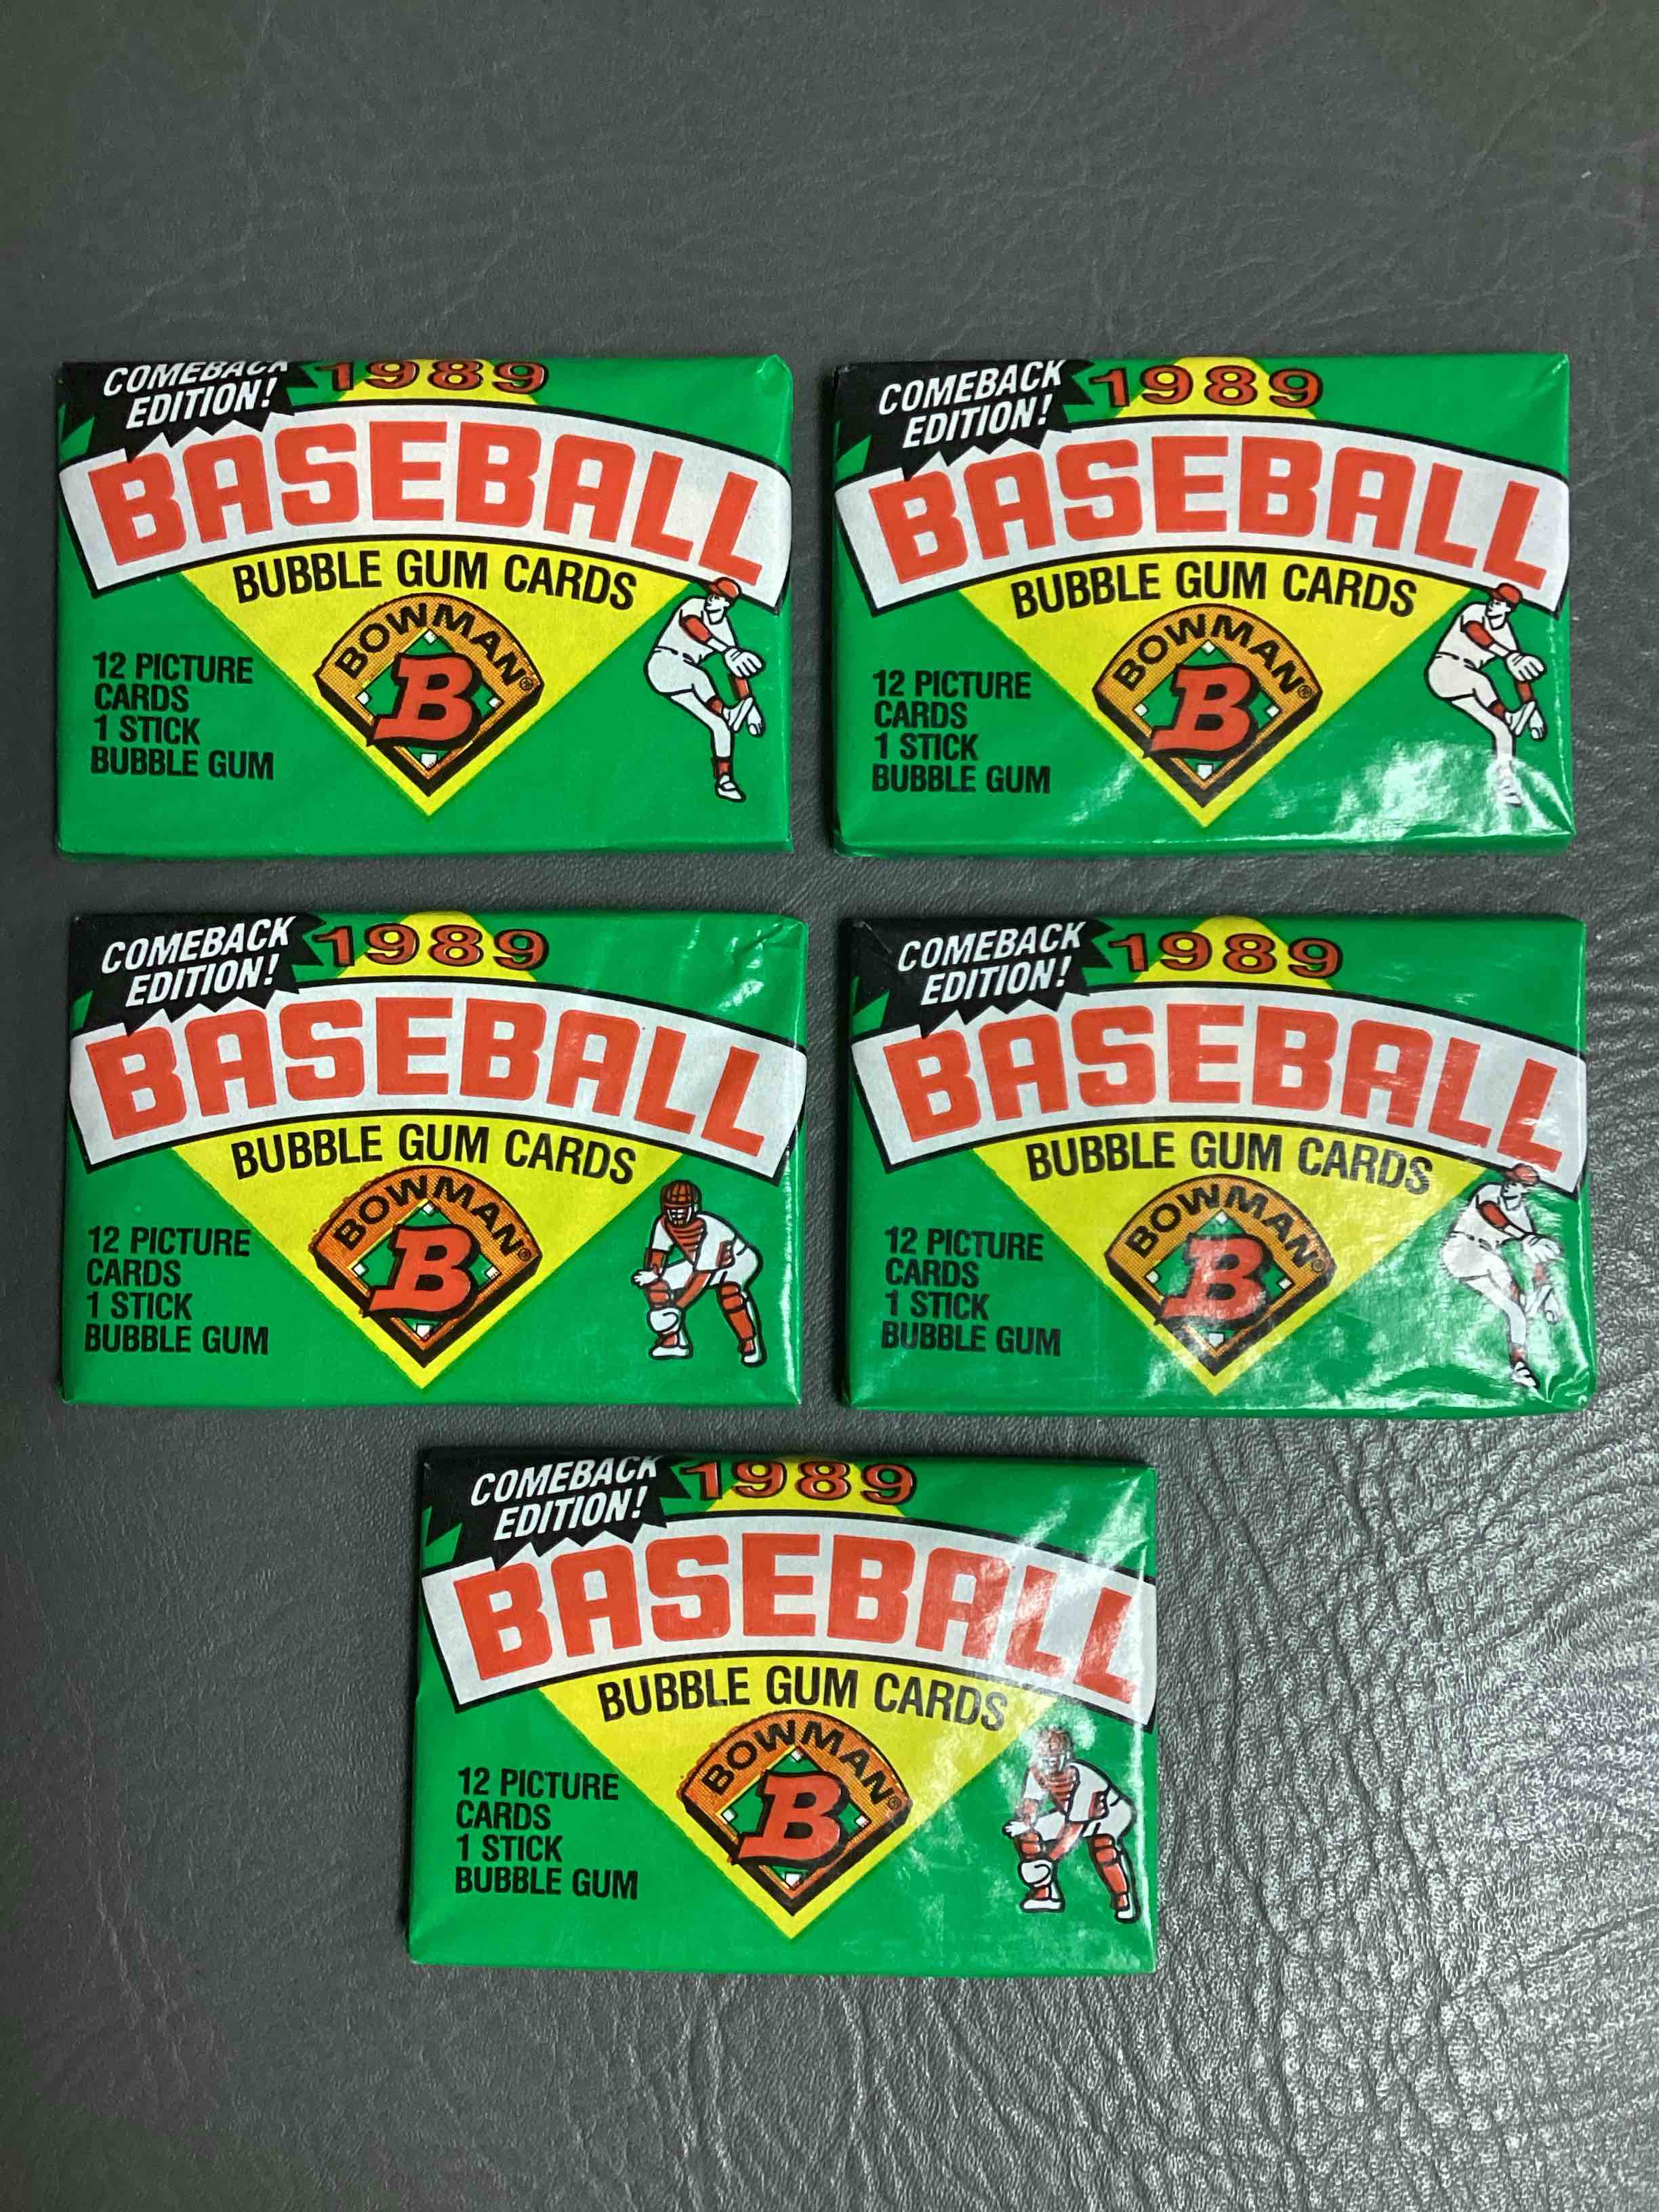 COMEBACK
EDITION!
1989
BASEBALL
BUBBLE GUM CARDS
BOWMAN®
B
12 PICTURE
CARDS
1 STICK
BUBBLE GUM
COMEBACK
EDITION!
1989
BASEBALL
BUBBLE GUM CARDS
BOWMAN®
B
12 PICTURE
CARDS
1 STICK
BUBBLE GUM
COMEBACK
EDITION!
1989
BASEBALL
BUBBLE GUM CARDS
BOWMAN®
B
12 PICTURE
CARDS
1 STICK
BUBBLE GUM
COMEBACK
EDITION!
1989
BASEBALL
BUBBLE GUM CARDS
BOWMAN®
B
12 PICTURE
CARDS
1 STICK
BUBBLE GUM
COMEBACK
EDITION!
1989
BASEBALL
BUBBLE GUM CARDS
BOWMAN®
B
12 PICTURE
CARDS
1 STICK
BUBBLE GUM